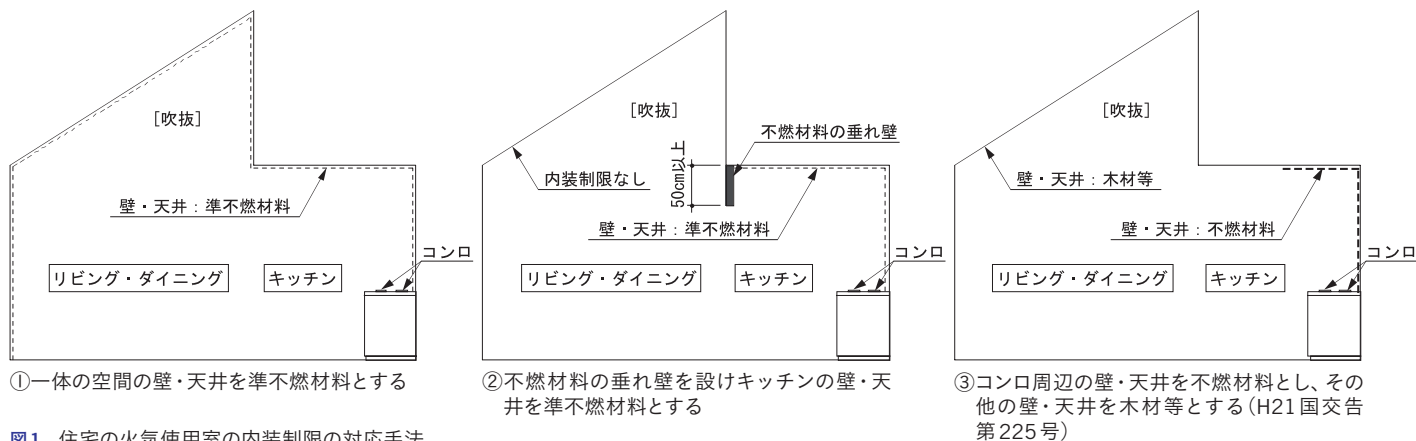 [吹抜]
壁・天井：準不燃材料
コンロ
リビング・ダイニング
キッチン
①一体の空間の壁・天井を準不燃材料とする
[吹抜]
不燃材料の垂れ壁
内装制限なし
50cm以上
壁・天井：準不燃材料
コンロ
リビング・ダイニング
キッチン
②不燃材料の垂れ壁を設けキッチンの壁・天
井を準不燃材料とする
[吹抜]
壁・天井：木材等
壁・天井：不燃材料
コンロ
リビング・ダイニング
キッチン
③コンロ周辺の壁・天井を不燃材料とし、その
他の壁・天井を木材等とする（H21国交告
第225号）
図1 住宅の火気使用室の内装制限の対応手法